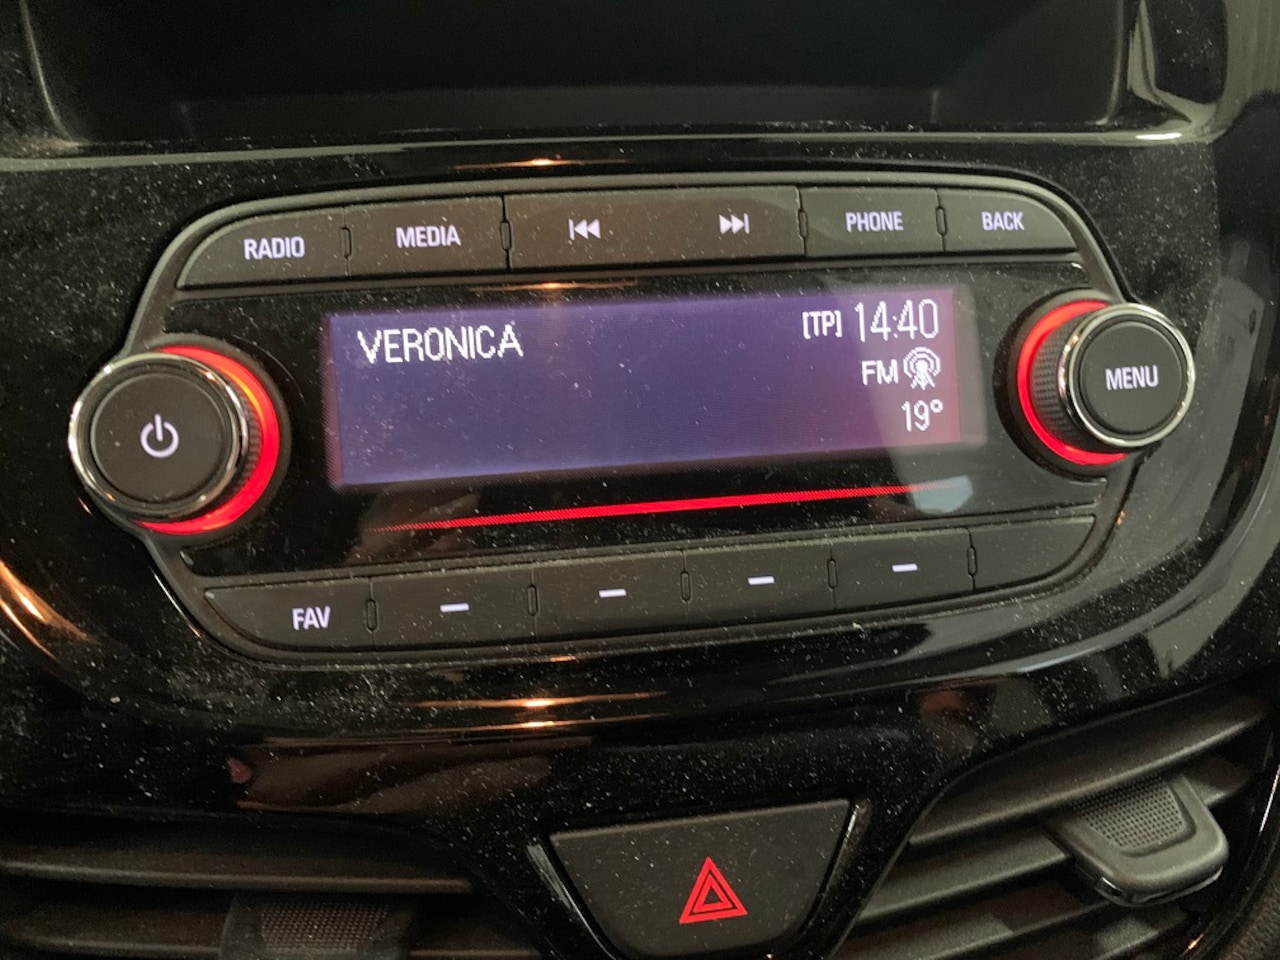 RADIO MEDIA PHONE BACK
VERONICA [TP] 14:40
FM
19°
MENU
FAV